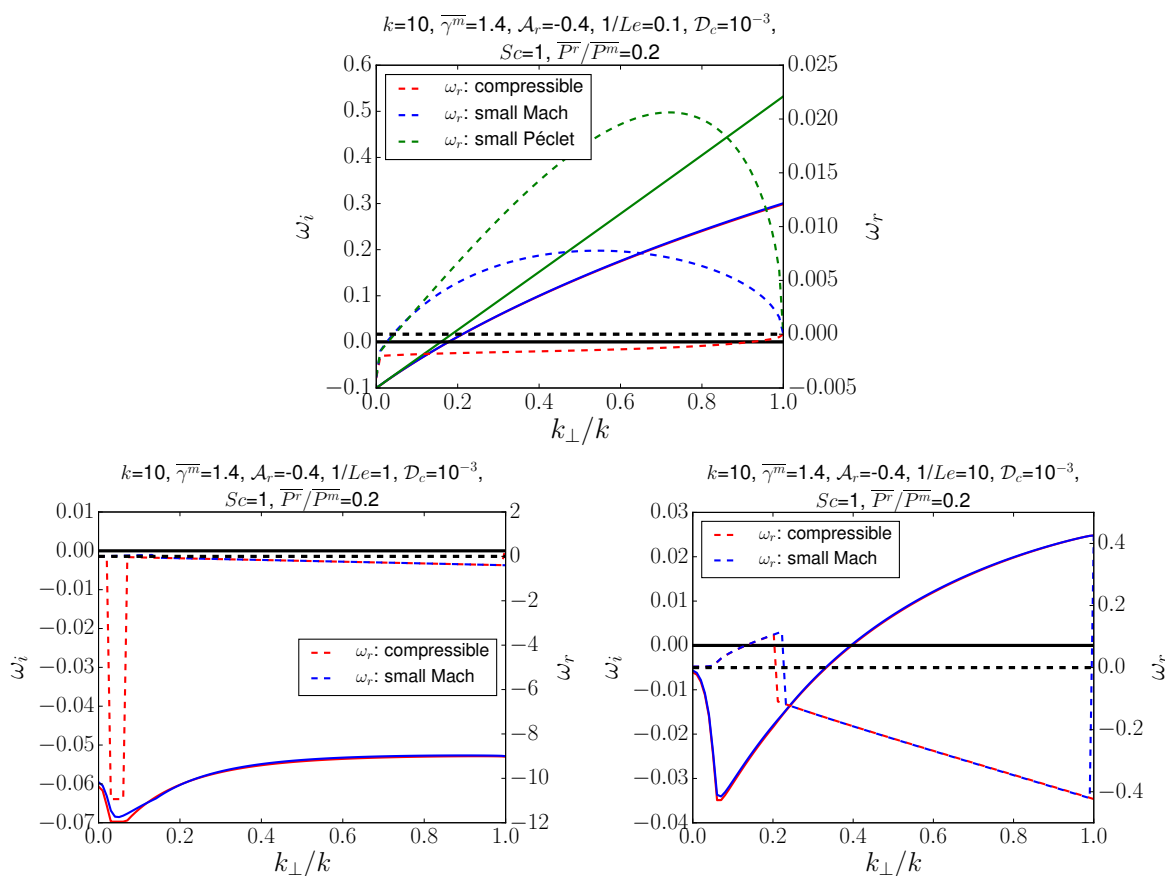 k=10, γ^m=1.4, 𝒜_r=-0.4, 1/Le=0.1, 𝒟_c=10^{-3},
Sc=1, P^r/P^m=0.2
0.6
0.5
0.4
0.3
0.2
0.1
0.0
−0.1
ω_i
ω_r: compressible
ω_r: small Mach
ω_r: small Péclet
0.025
0.020
0.015
0.010
0.005
0.000
−0.005
ω_r
0.0 0.2 0.4 0.6 0.8 1.0
k_⊥/k
k=10, γ^m=1.4, 𝒜_r=-0.4, 1/Le=1, 𝒟_c=10^{-3},
Sc=1, P^r/P^m=0.2
0.01
0.00
−0.01
−0.02
−0.03
−0.04
−0.05
−0.06
−0.07
ω_i
ω_r: compressible
ω_r: small Mach
2
0
−2
−4
−6
−8
−10
−12
ω_r
0.0 0.2 0.4 0.6 0.8 1.0
k_⊥/k
k=10, γ^m=1.4, 𝒜_r=-0.4, 1/Le=10, 𝒟_c=10^{-3},
Sc=1, P^r/P^m=0.2
0.03
0.02
0.01
0.00
−0.01
−0.02
−0.03
−0.04
ω_i
ω_r: compressible
ω_r: small Mach
0.4
0.2
0.0
−0.2
−0.4
ω_r
0.0 0.2 0.4 0.6 0.8 1.0
k_⊥/k